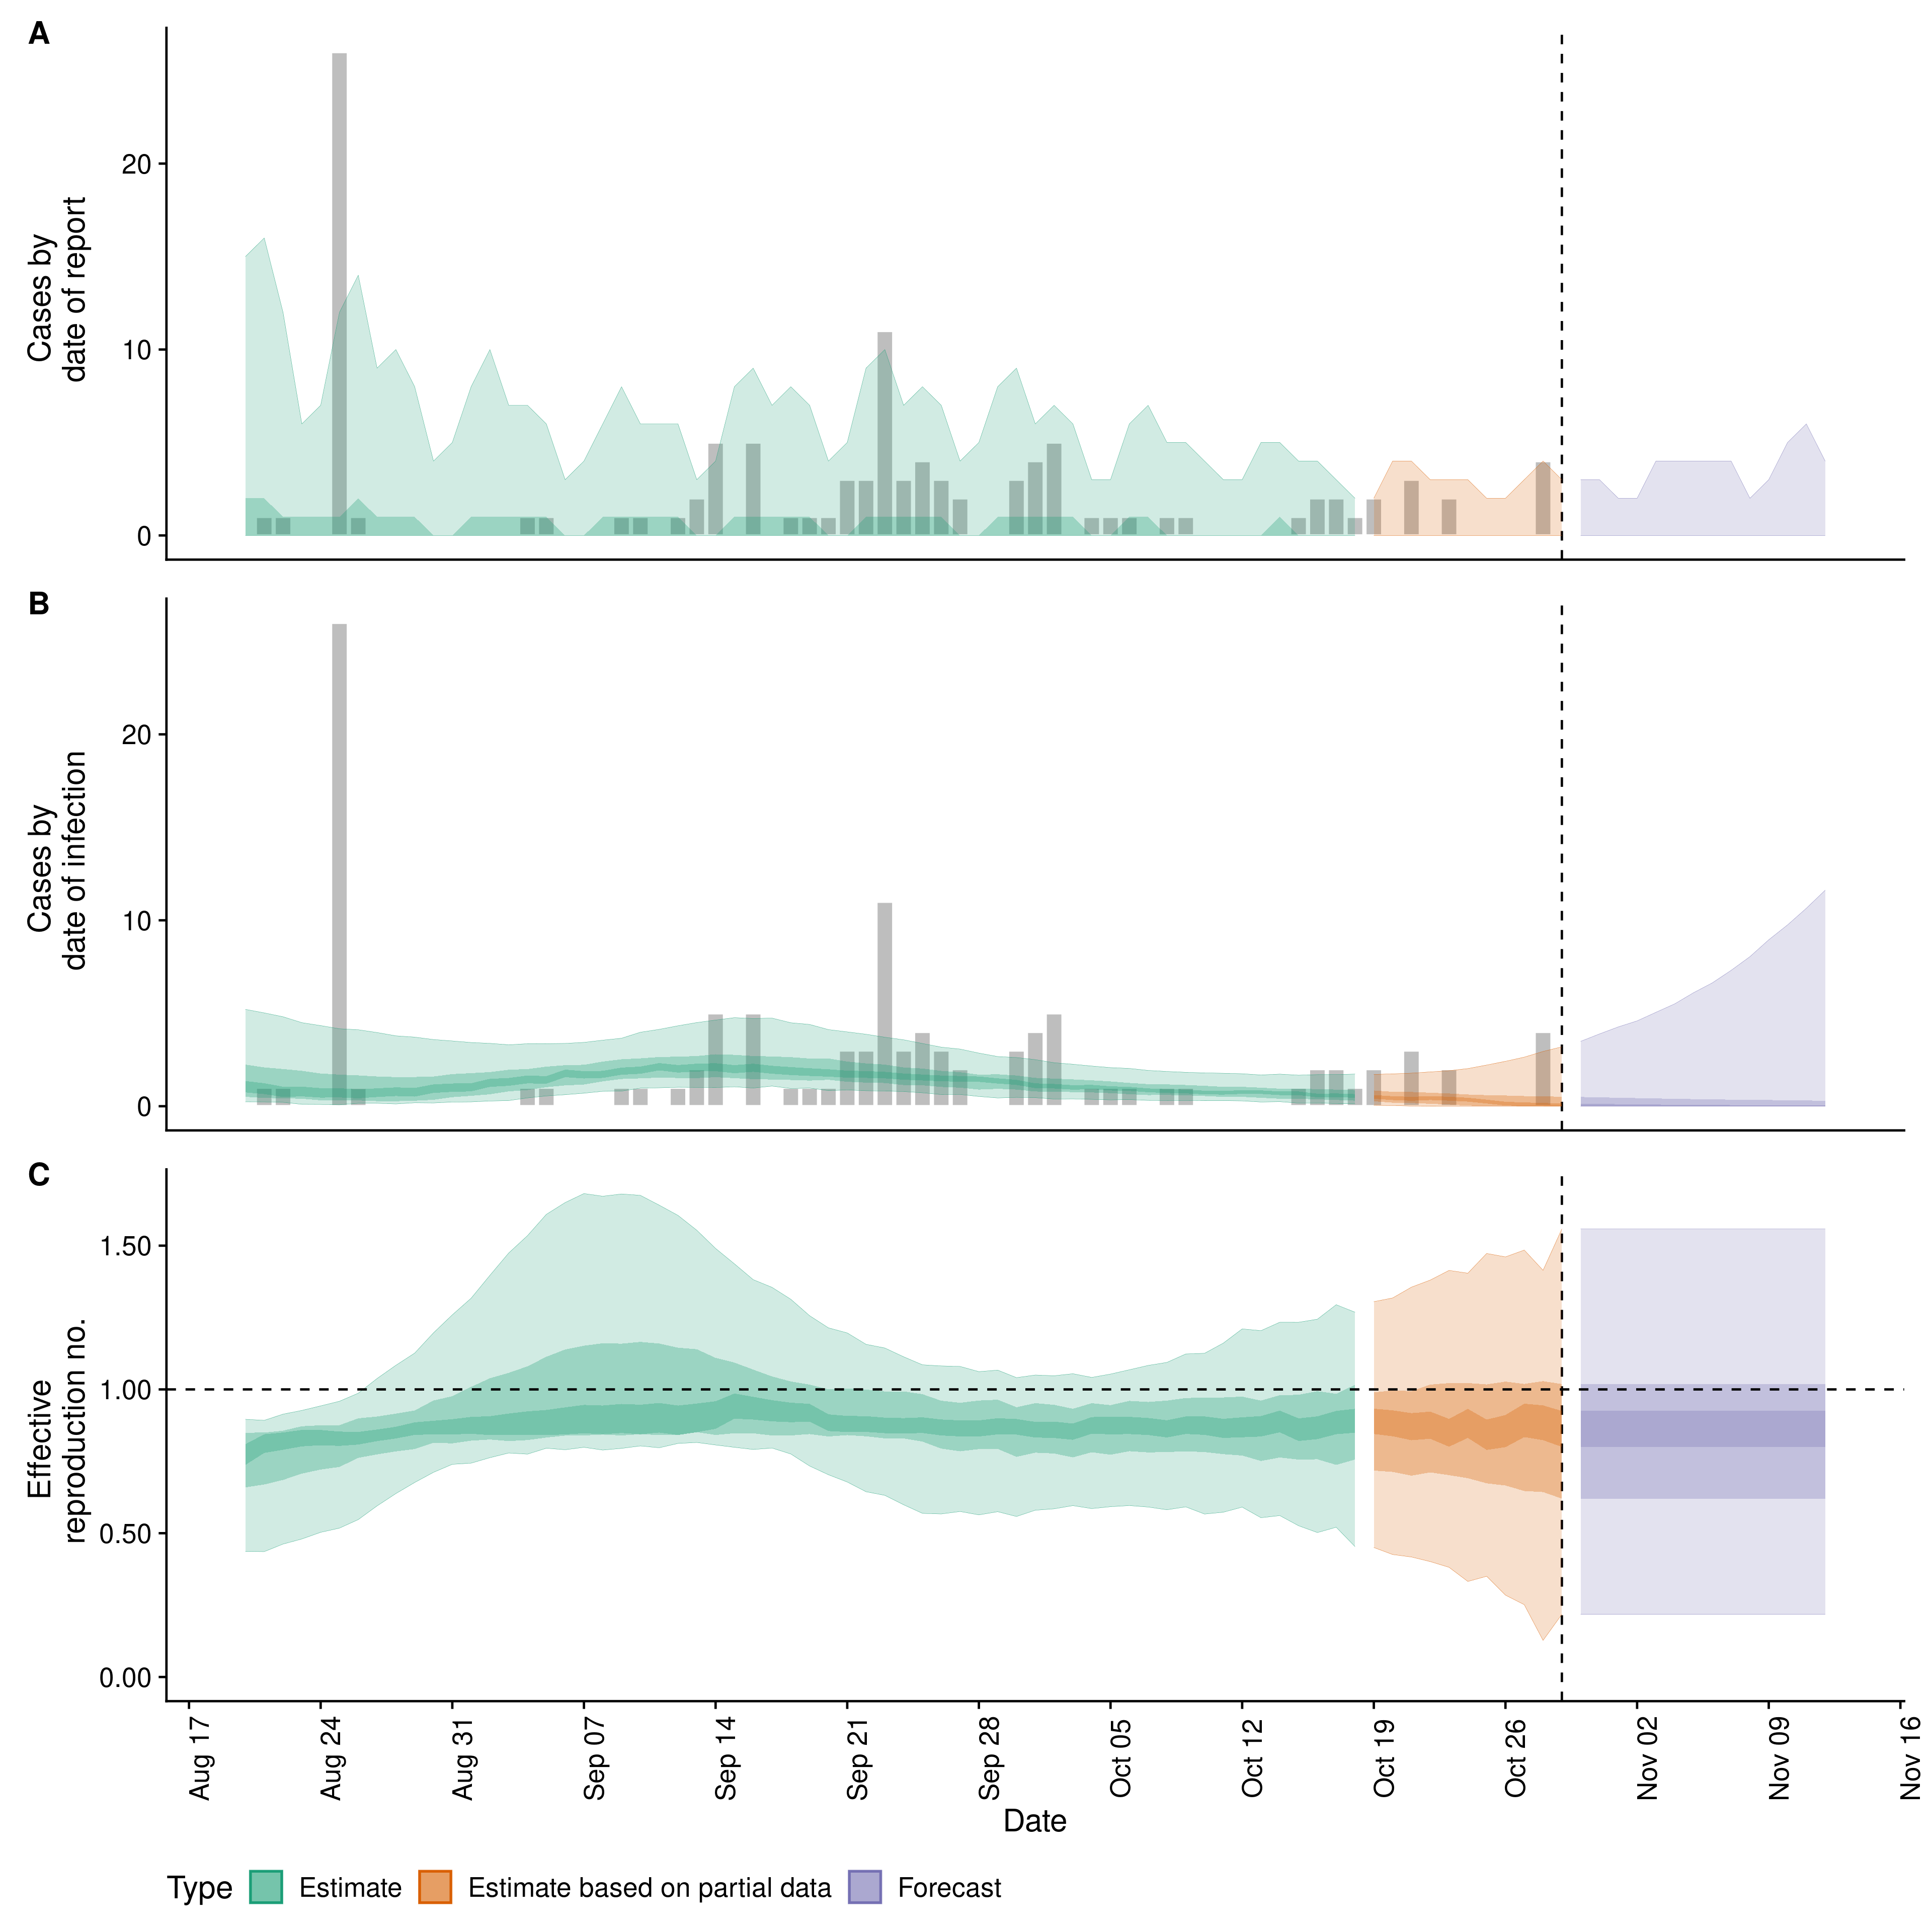 A
Cases by
date of report
20
10
0
B
Cases by
date of infection
20
10
0
C
Effective
reproduction no.
1.50
1.00
0.50
0.00
Aug 17
Aug 24
Aug 31
Sep 07
Sep 14
Sep 21
Sep 28
Oct 05
Oct 12
Oct 19
Oct 26
Nov 02
Nov 09
Nov 16
Date
Type Estimate Estimate based on partial data Forecast